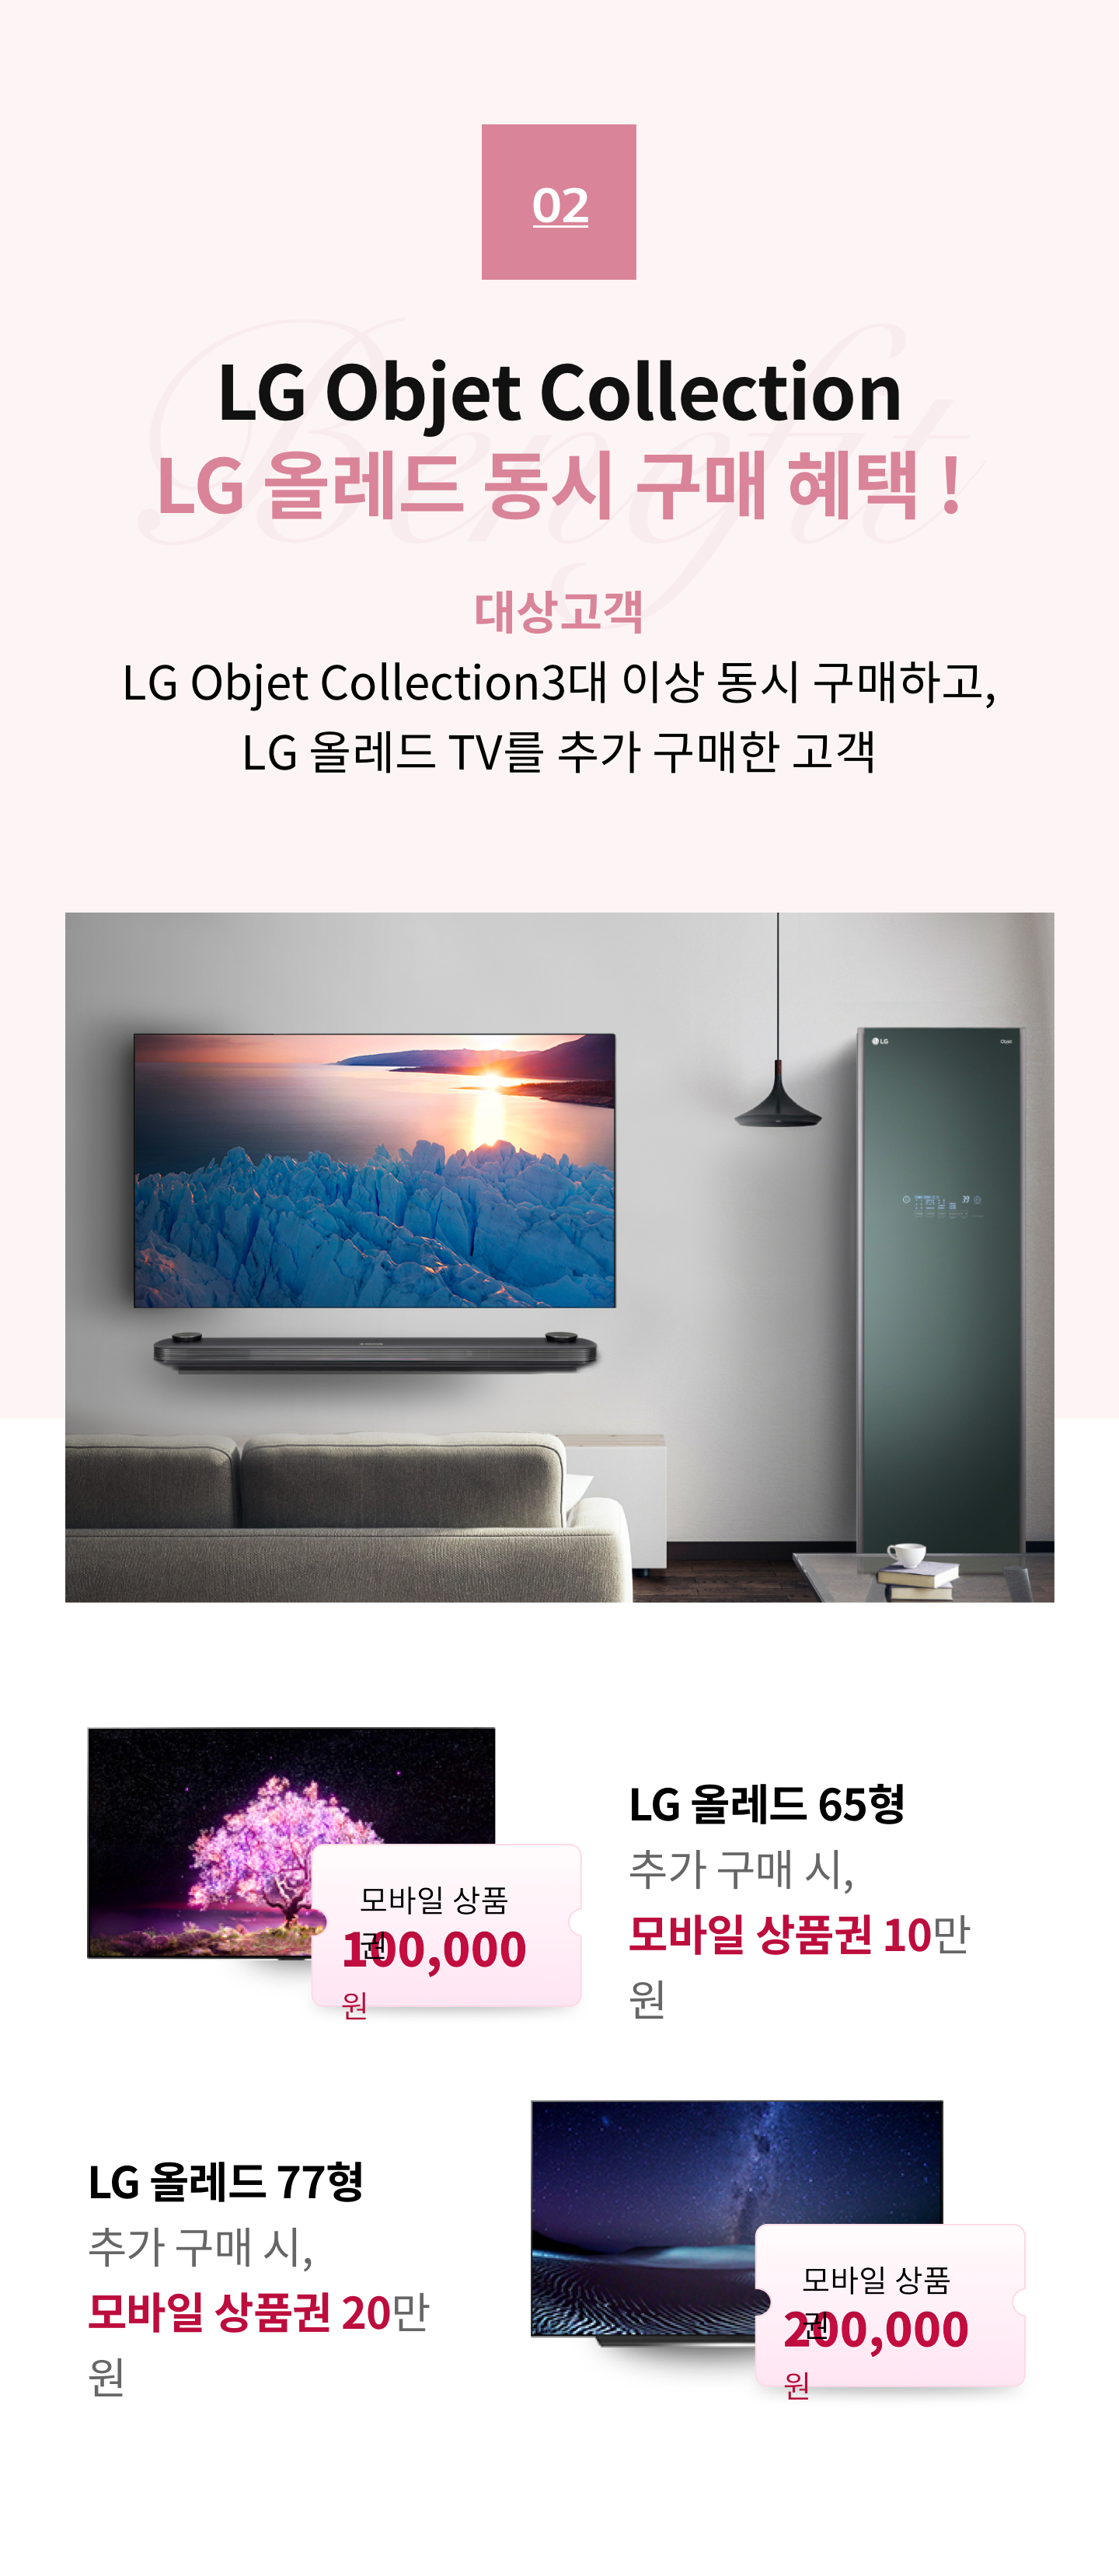 02
Benefit
LG Objet Collection
LG 올레드 동시 구매 혜택 !
대상고객
LG Objet Collection3대 이상 동시 구매하고,
LG 올레드 TV를 추가 구매한 고객
LG
Objet
39
LG 올레드 65형
추가 구매 시,
모바일 상품권 10만
원
모바일 상품
권
100,000
원
LG 올레드 77형
추가 구매 시,
모바일 상품권 20만
원
모바일 상품
권
200,000
원